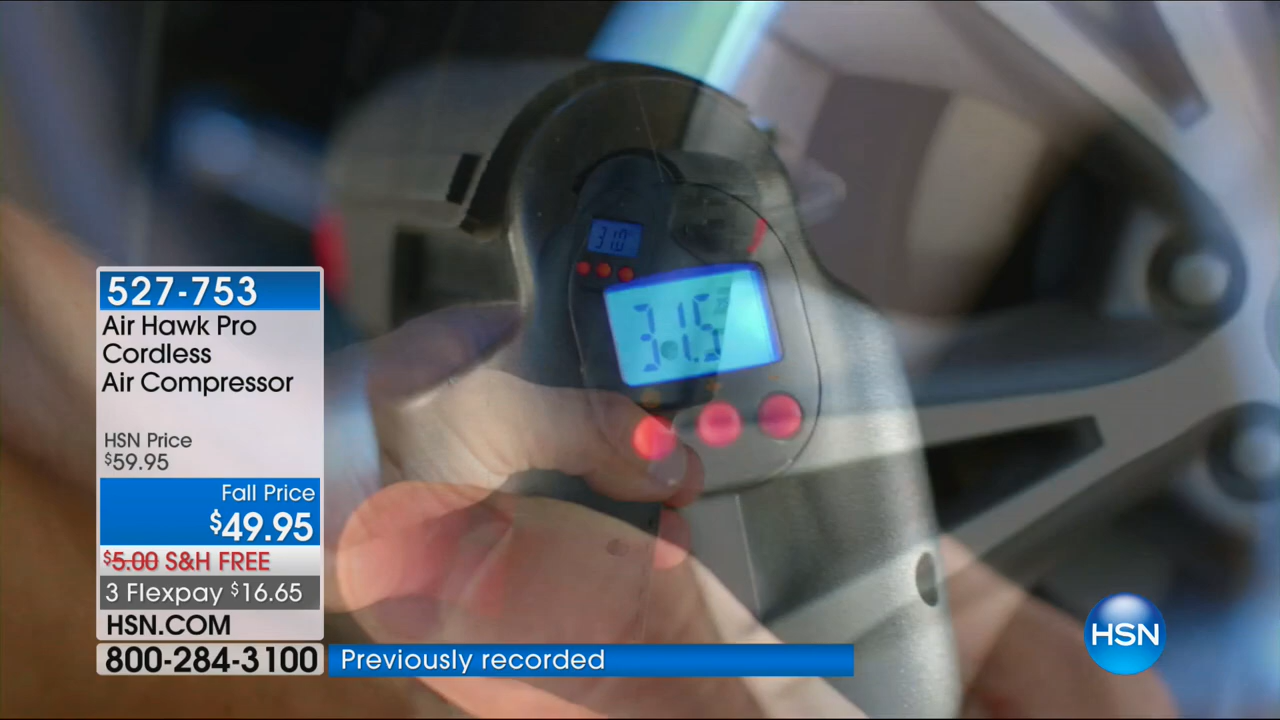 31.0
31.5
527-753
Air Hawk Pro
Cordless
Air Compressor
HSN Price
$59.95
Fall Price
$49.95
$5.00 S&H FREE
3 Flexpay $16.65
HSN.COM
800-284-3100
Previously recorded
HSN